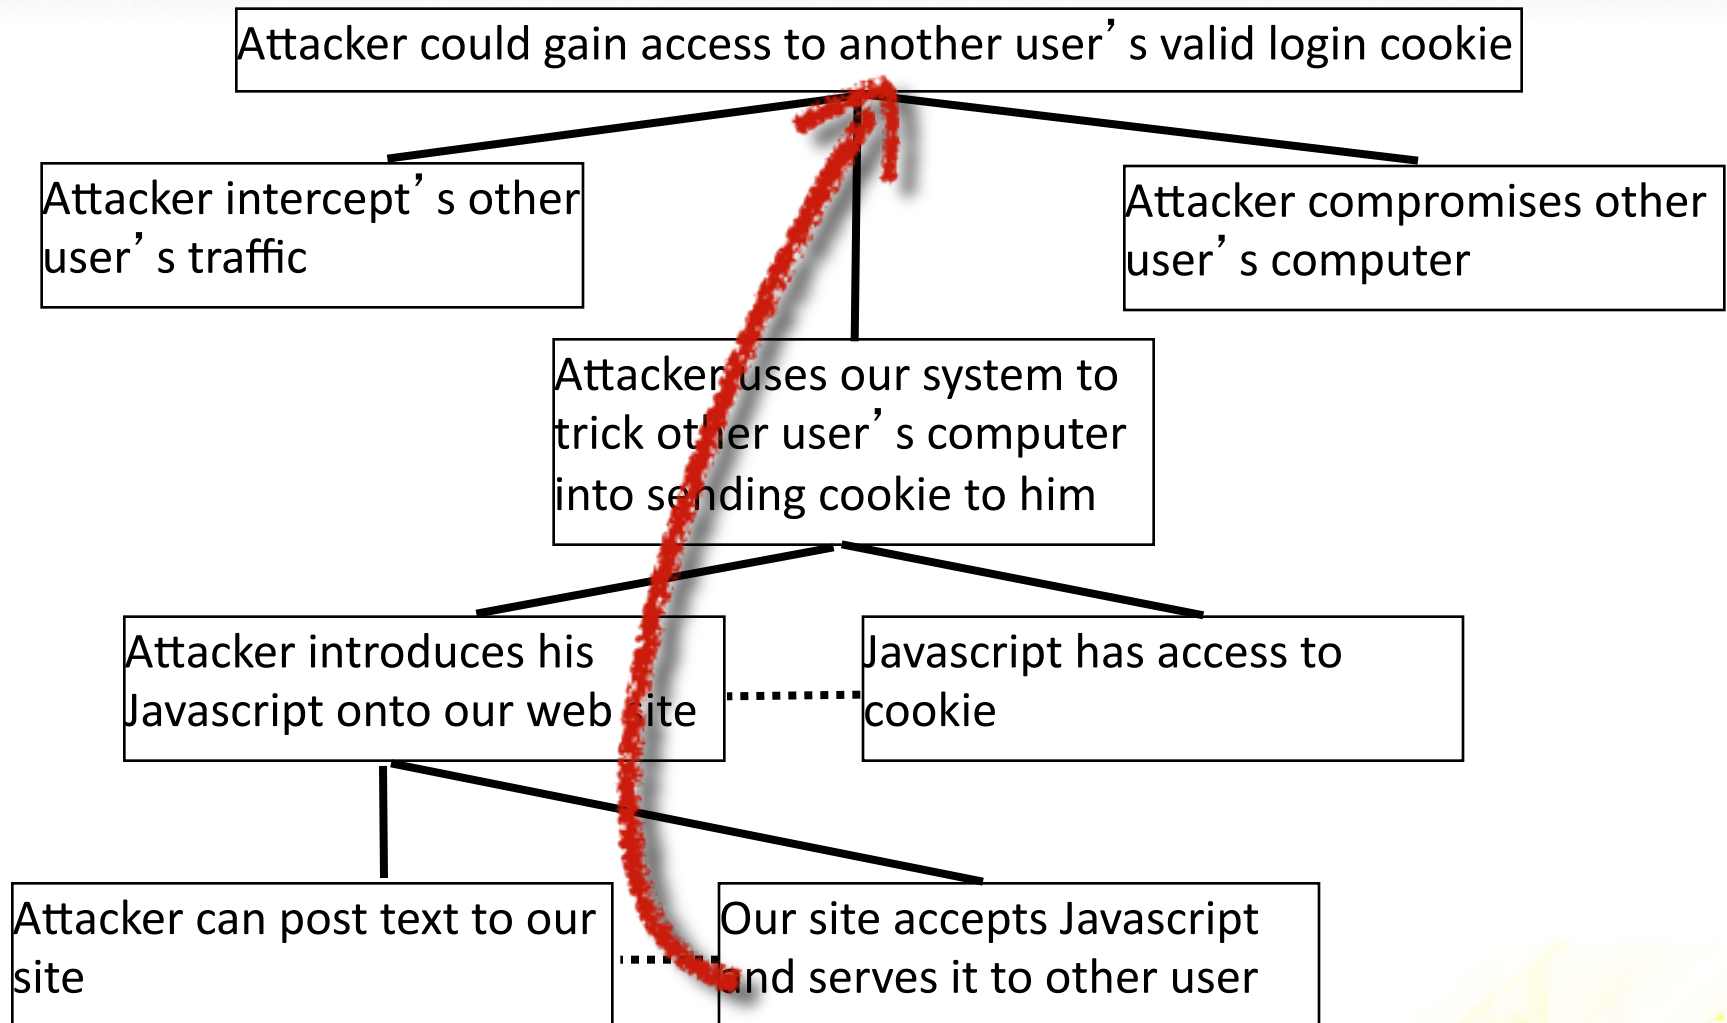 Attacker could gain access to another user’s valid login cookie
Attacker intercept’s other
user’s traffic
Attacker compromises other
user’s computer
Attacker uses our system to
trick other user’s computer
into sending cookie to him
Attacker introduces his
Javascript onto our web site
Javascript has access to
cookie
Attacker can post text to our
site
Our site accepts Javascript
and serves it to other user